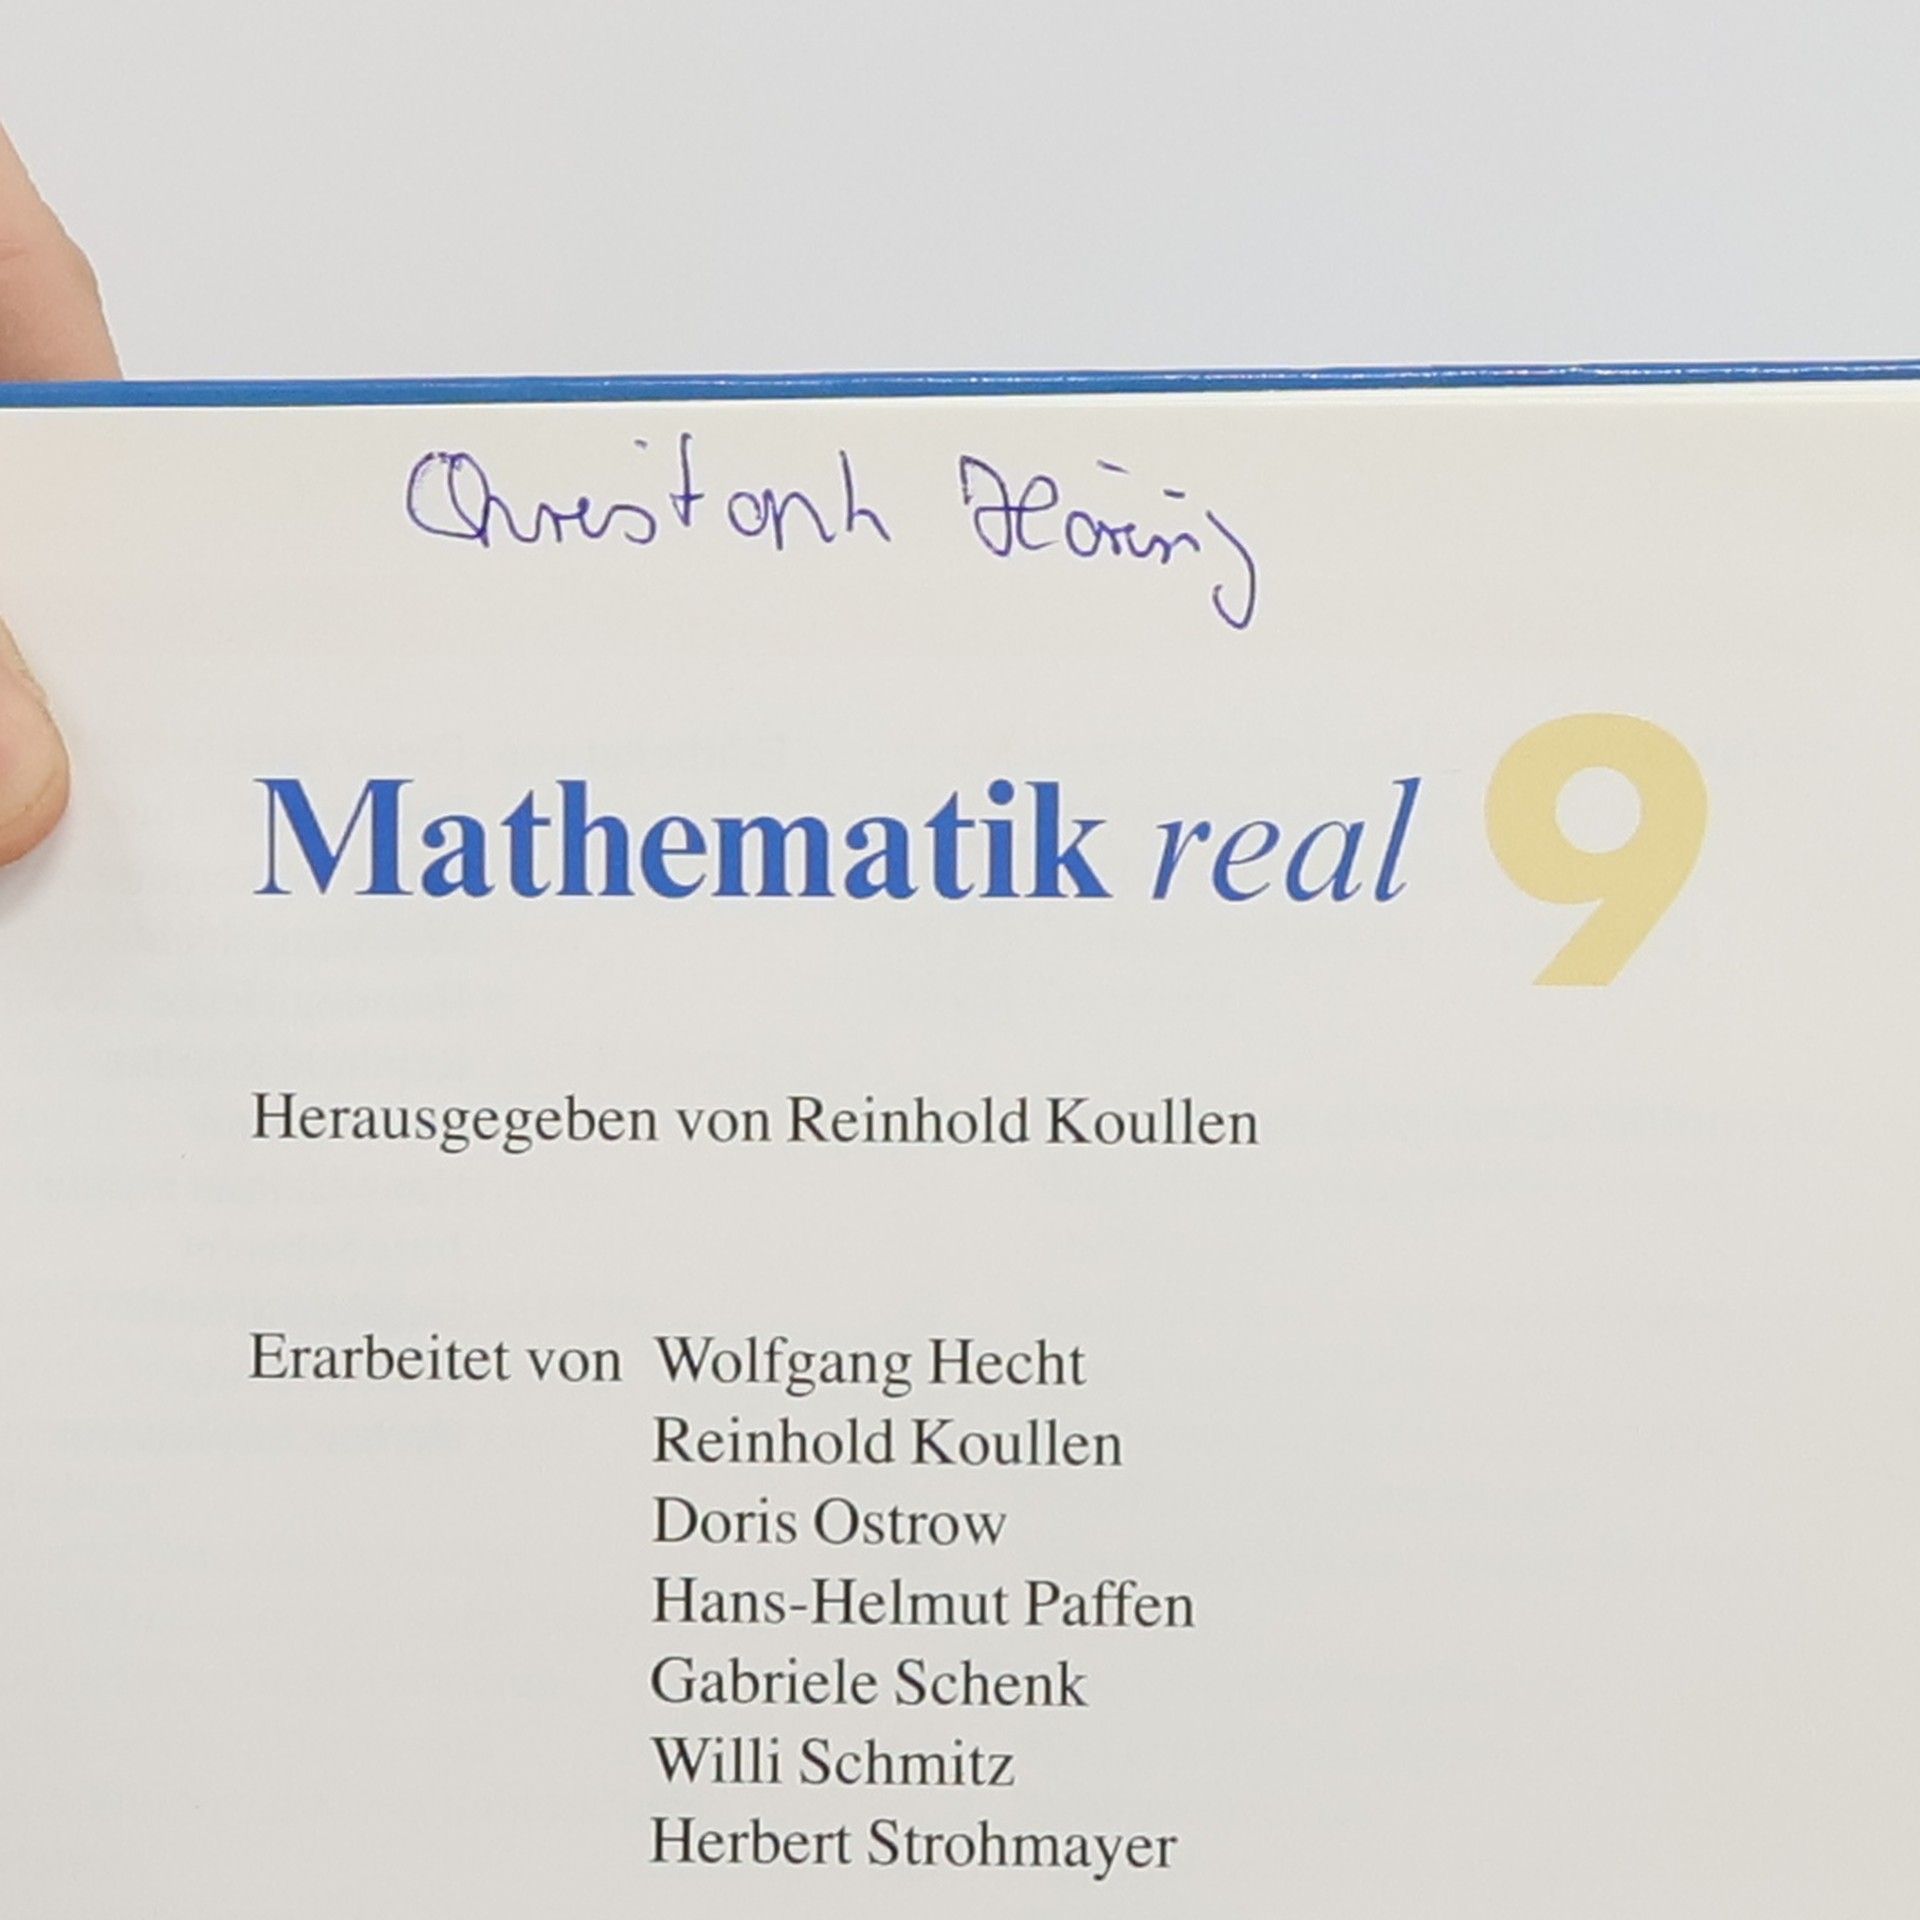 Christoph Höring
Mathematik real 9
Herausgegeben von Reinhold Koullen
Erarbeitet von Wolfgang Hecht
Reinhold Koullen
Doris Ostrow
Hans-Helmut Paffen
Gabriele Schenk
Willi Schmitz
Herbert Strohmayer